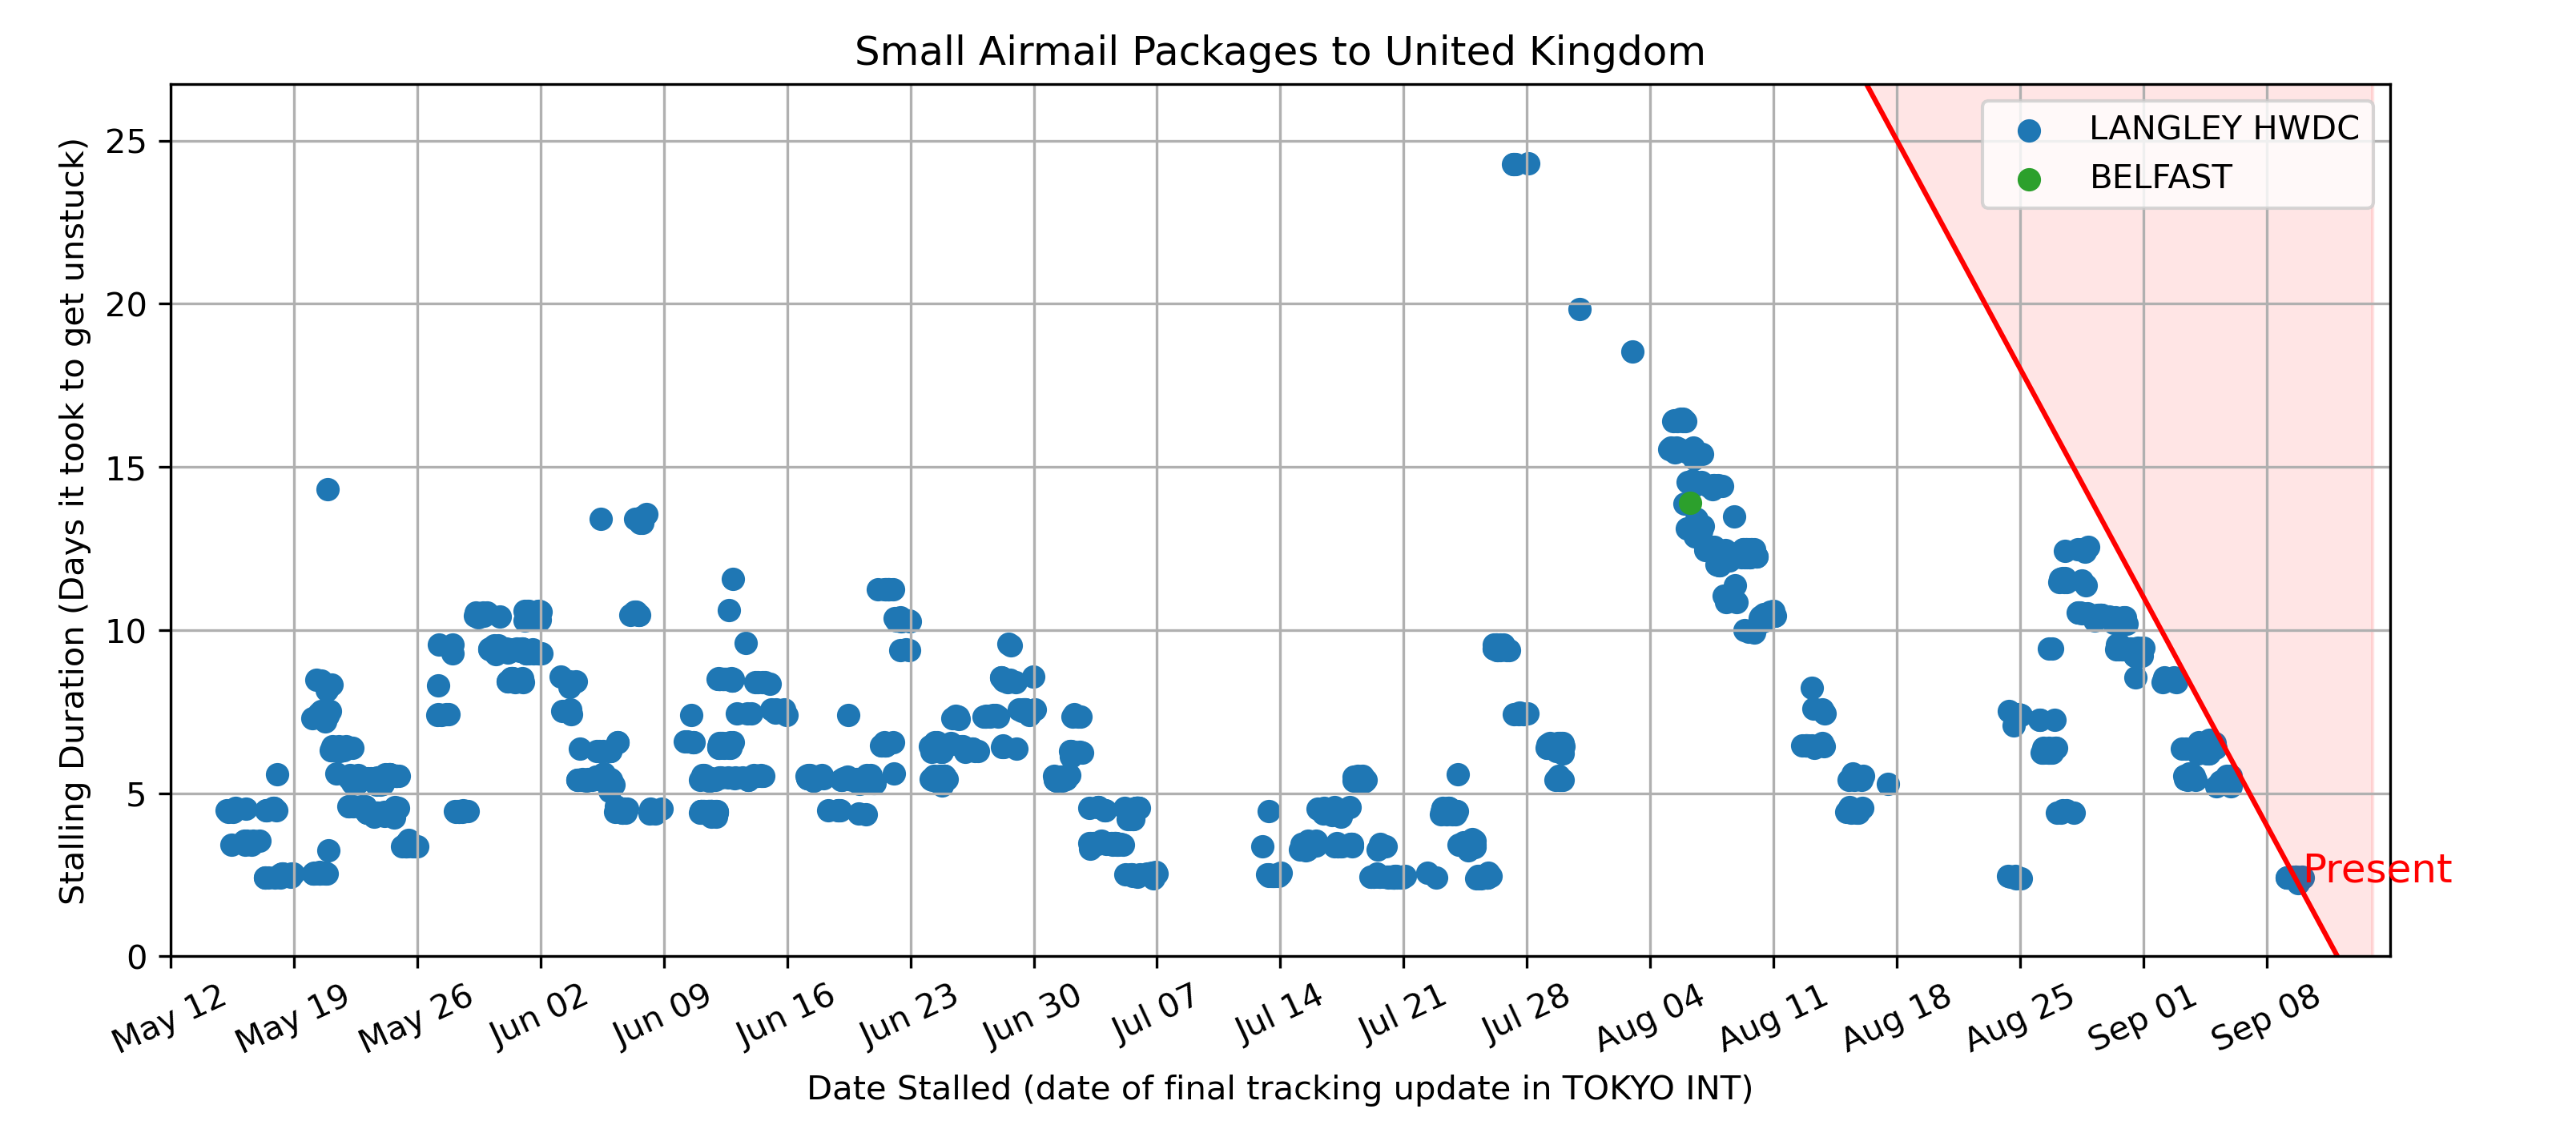 Small Airmail Packages to United Kingdom
Stalling Duration (Days it took to get unstuck)
25
20
15
10
5
0
LANGLEY HWDC
BELFAST
Present
May 12
May 19
May 26
Jun 02
Jun 09
Jun 16
Jun 23
Jun 30
Jul 07
Jul 14
Jul 21
Jul 28
Aug 04
Aug 11
Aug 18
Aug 25
Sep 01
Sep 08
Date Stalled (date of final tracking update in TOKYO INT)